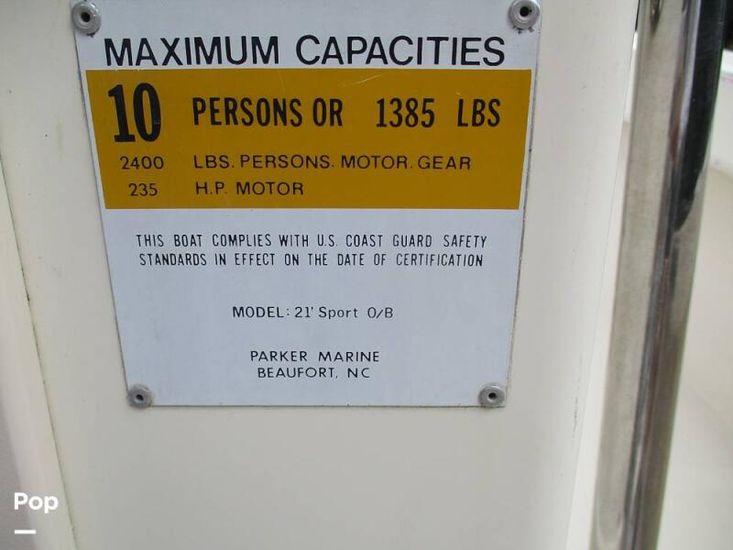 MAXIMUM CAPACITIES
10 PERSONS OR 1385 LBS
2400 LBS. PERSONS. MOTOR. GEAR
235 H.P. MOTOR
THIS BOAT COMPLIES WITH U.S. COAST GUARD SAFETY
STANDARDS IN EFFECT ON THE DATE OF CERTIFICATION
MODEL: 21' Sport O/B
PARKER MARINE
BEAUFORT, NC
Pop